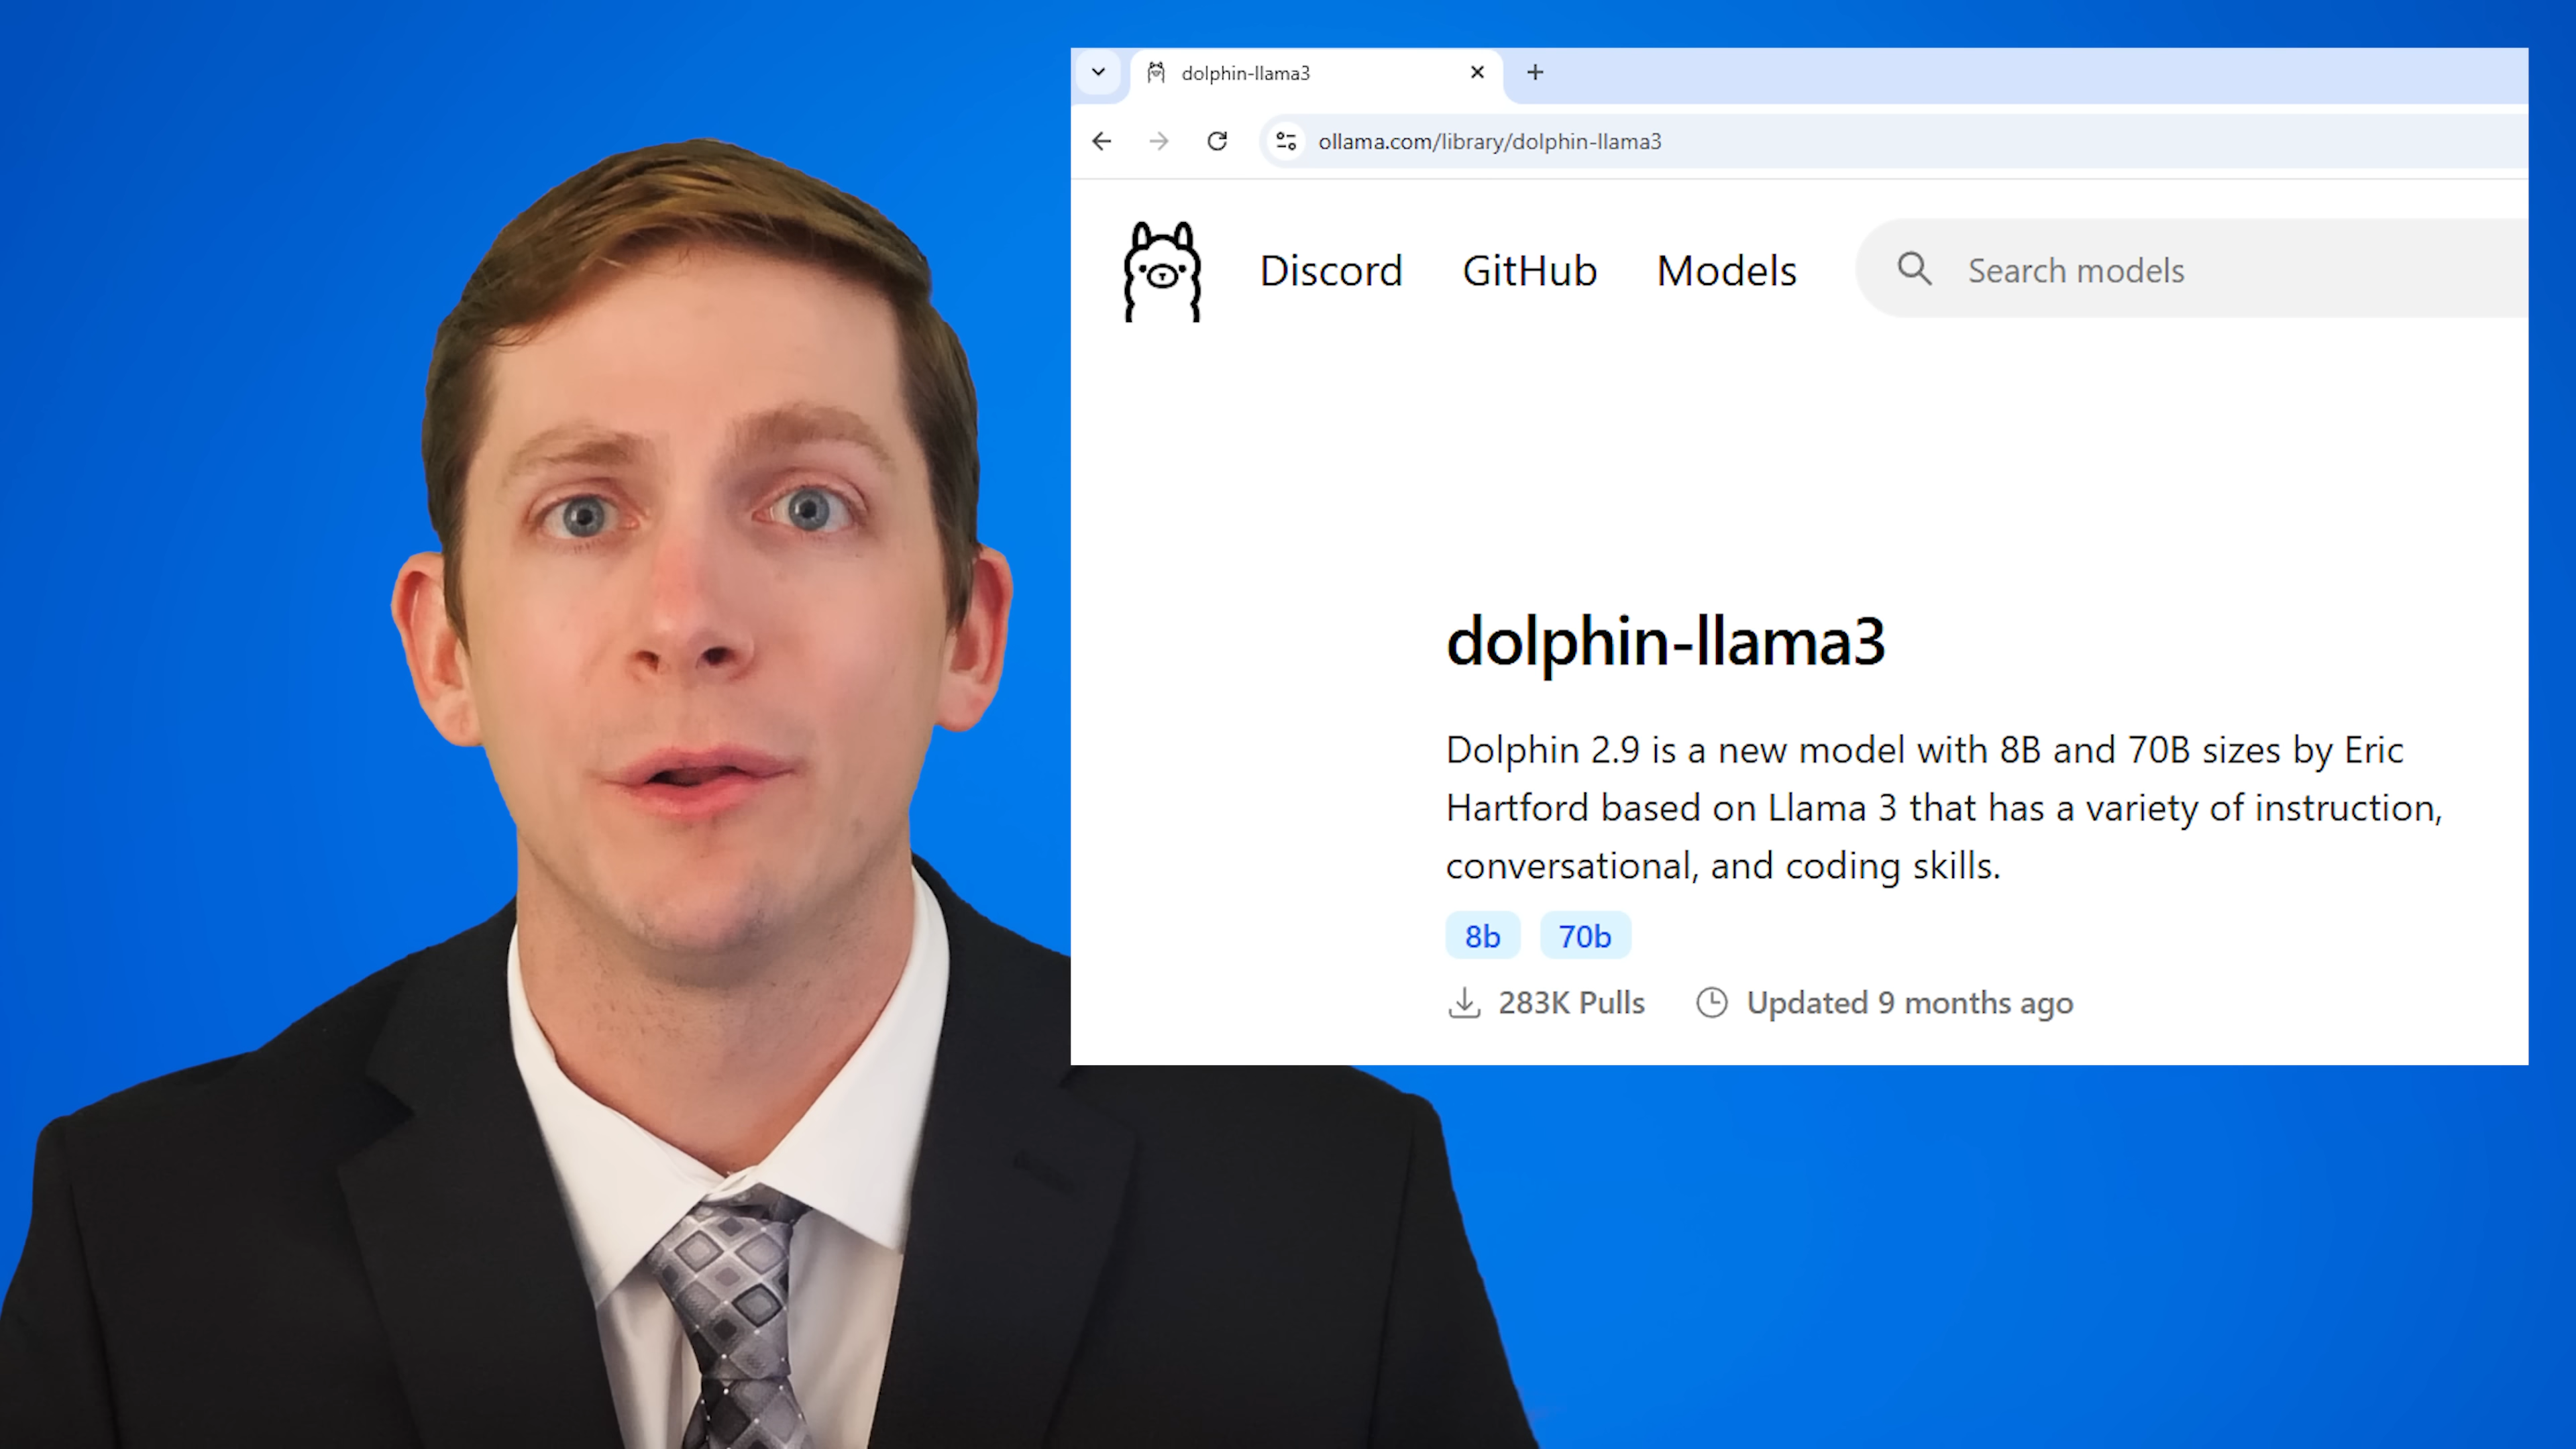 dolphin-llama3
ollama.com/library/dolphin-llama3
Discord GitHub Models Search models
dolphin-llama3
Dolphin 2.9 is a new model with 8B and 70B sizes by Eric
Hartford based on Llama 3 that has a variety of instruction,
conversational, and coding skills.
8b 70b
283K Pulls Updated 9 months ago